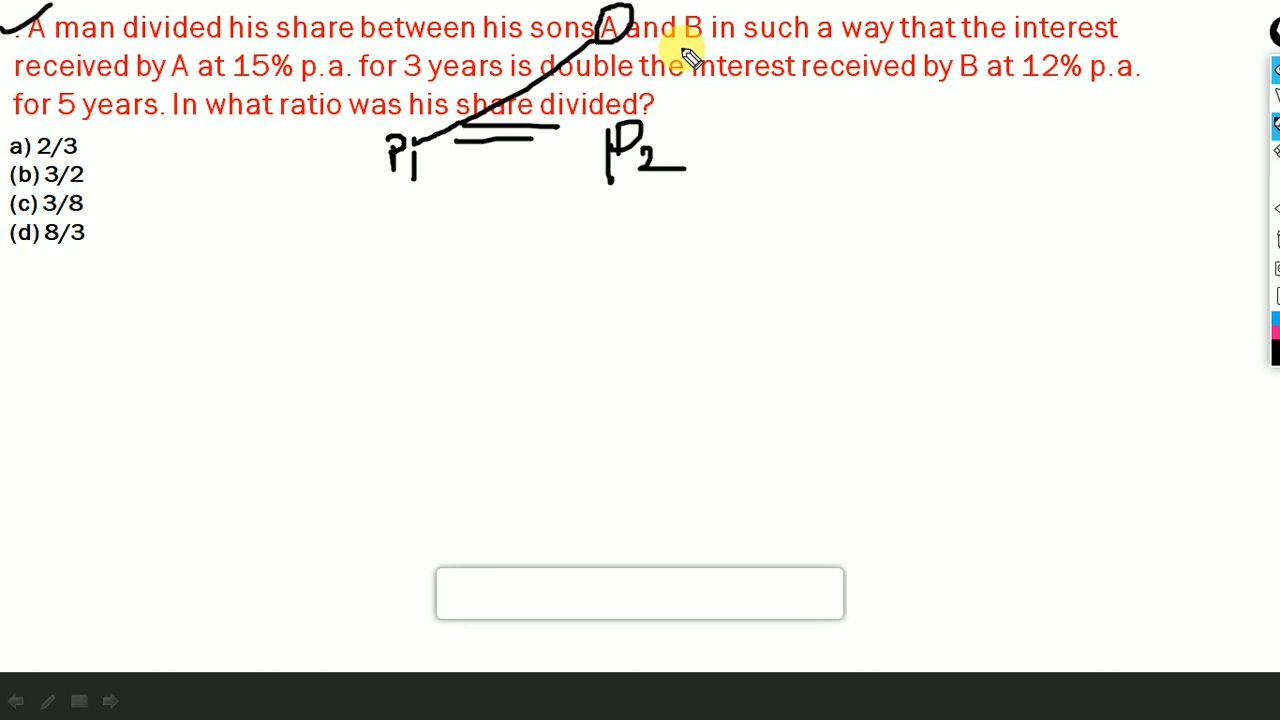 . A man divided his share between his sons A and B in such a way that the interest
received by A at 15% p.a. for 3 years is double the interest received by B at 12% p.a.
for 5 years. In what ratio was his share divided?
P1 P2
a) 2/3
(b) 3/2
(c) 3/8
(d) 8/3